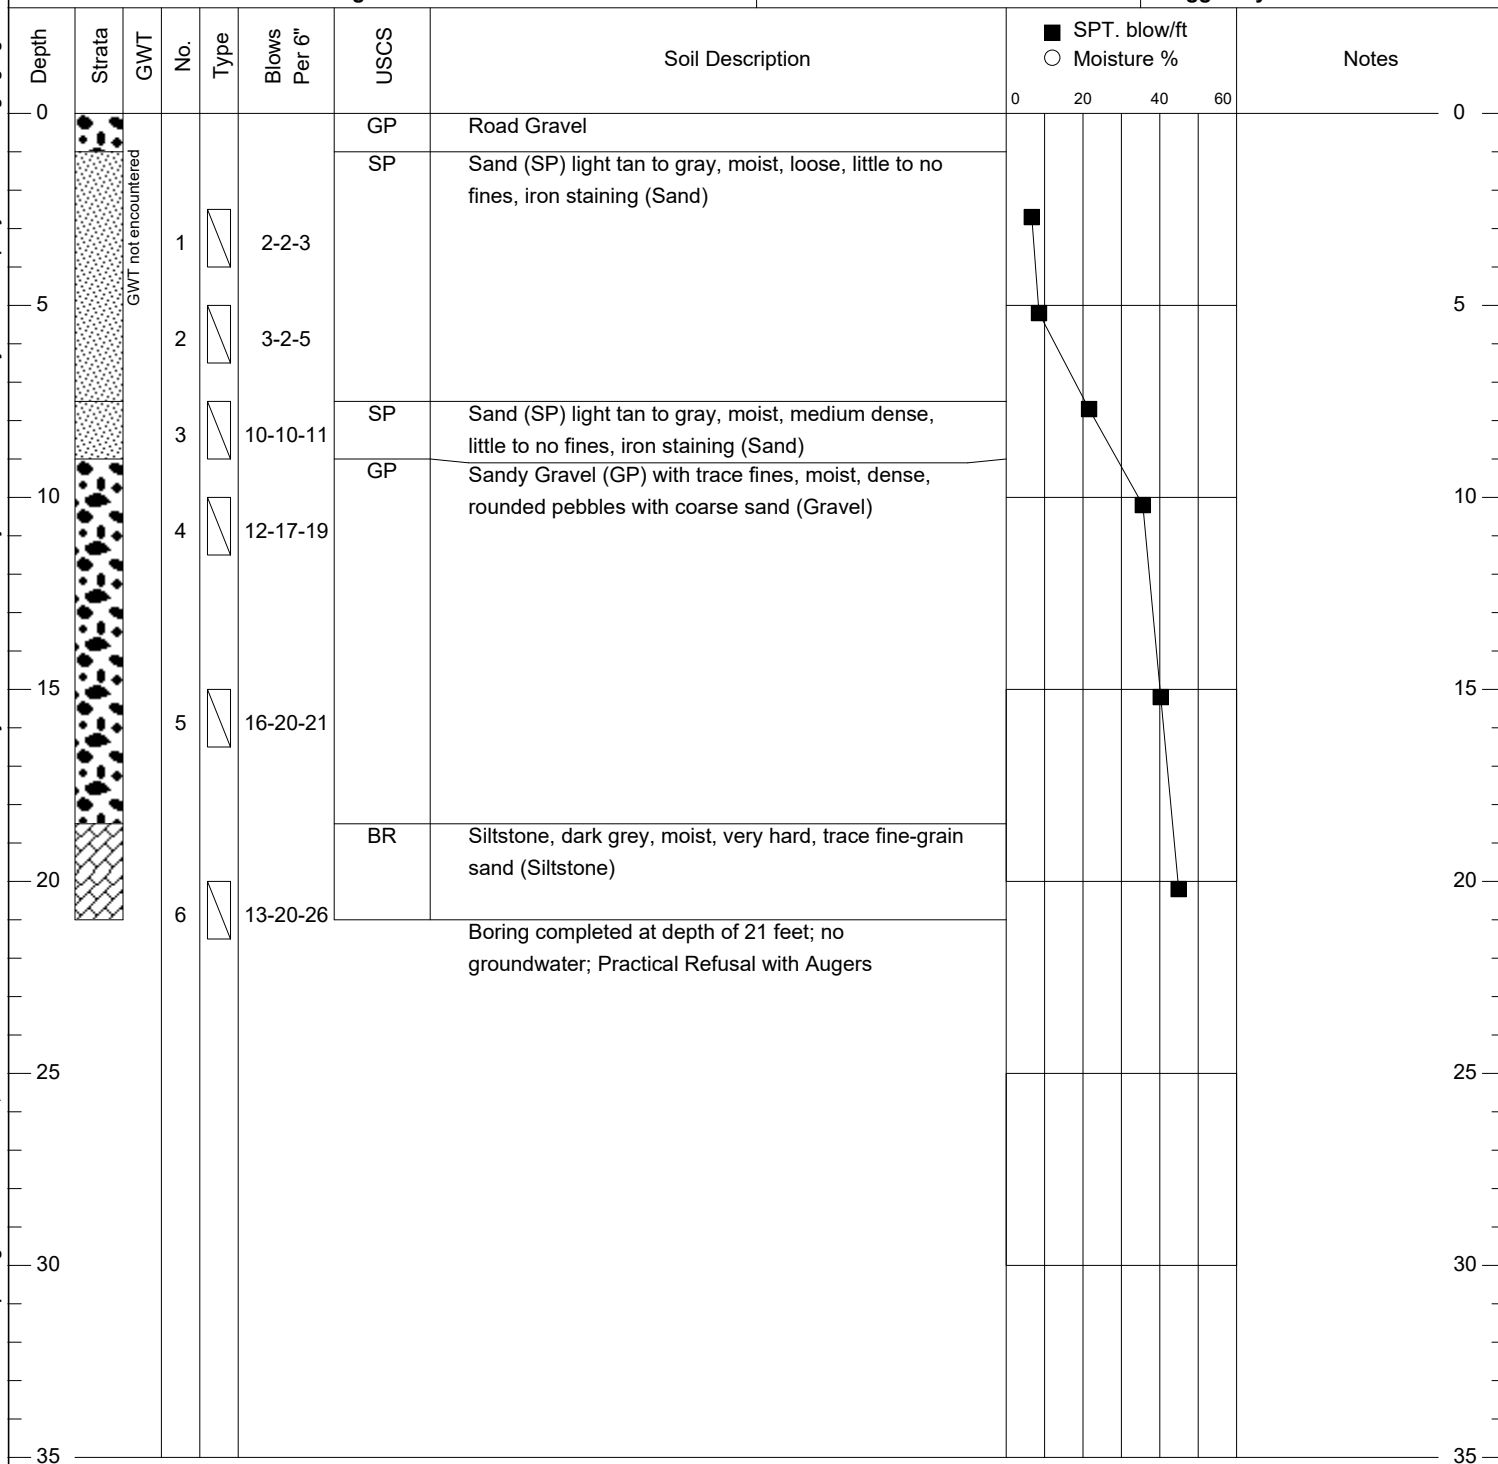 Depth
Strata
GWT
No.
Type
Blows
Per 6"
USCS
Soil Description
SPT. blow/ft
Moisture %
0 20 40 60
Notes
0
0
GWT not encountered
GP Road Gravel
SP Sand (SP) light tan to gray, moist, loose, little to no
fines, iron staining (Sand)
1 2-2-3
5
5
2 3-2-5
SP Sand (SP) light tan to gray, moist, medium dense,
3 10-10-11 little to no fines, iron staining (Sand)
GP Sandy Gravel (GP) with trace fines, moist, dense,
10
10
rounded pebbles with coarse sand (Gravel)
4 12-17-19
15
15
5 16-20-21
BR Siltstone, dark grey, moist, very hard, trace fine-grain
sand (Siltstone)
20
20
6 13-20-26
Boring completed at depth of 21 feet; no
groundwater; Practical Refusal with Augers
25
25
30
30
35
35